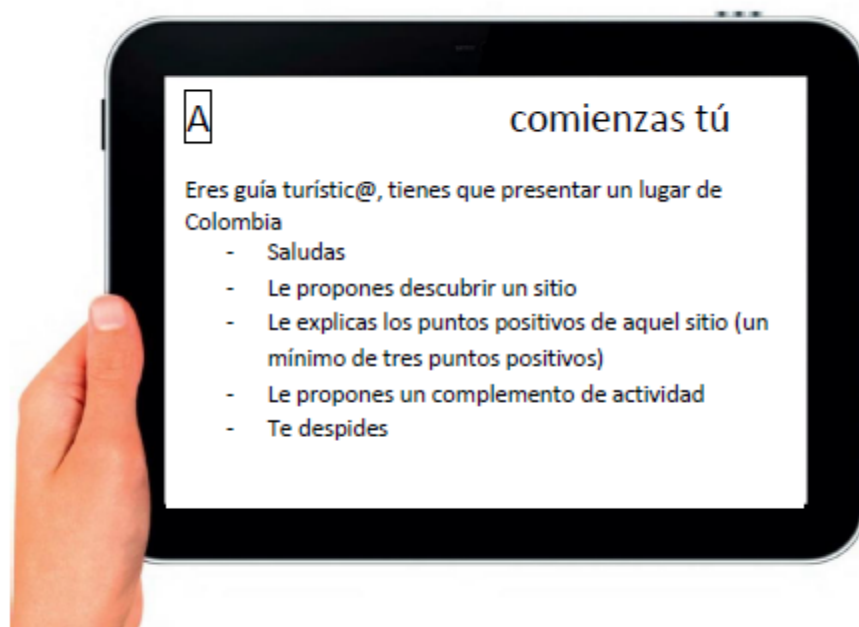 A comienzas tú
Eres guía turístic@, tienes que presentar un lugar de
Colombia
- Saludas
- Le propones descubrir un sitio
- Le explicas los puntos positivos de aquel sitio (un
mínimo de tres puntos positivos)
- Le propones un complemento de actividad
- Te despides